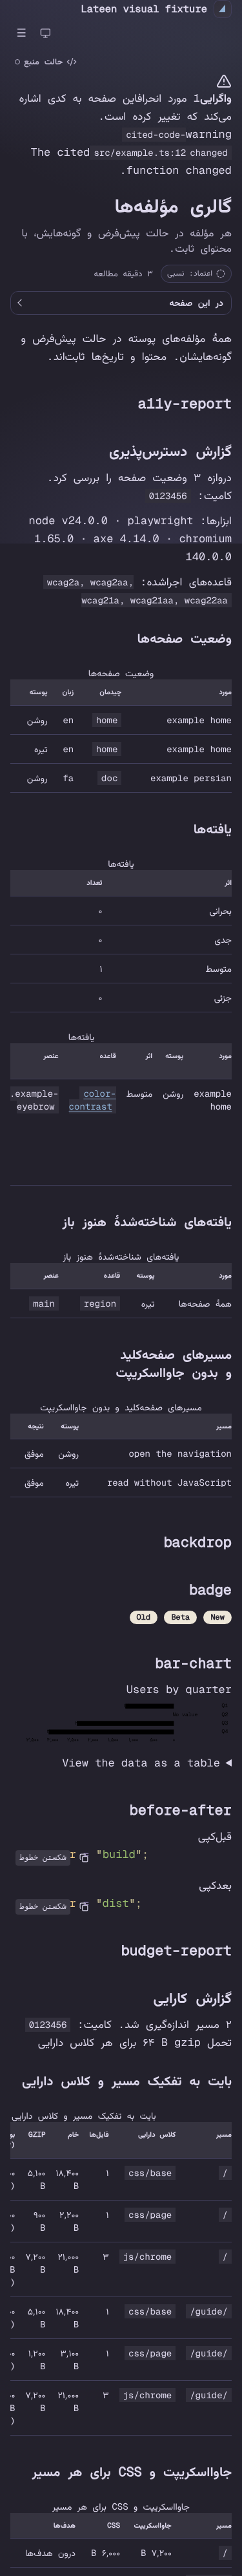 Lateen visual fixture
حالت منبع
واگرایی 1 مورد انحرافاین صفحه به کدی اشاره
می‌کند که تغییر کرده است.
cited-code-warning
The cited src/example.ts:12 changed
function changed.
گالری مؤلفه‌ها
هر مؤلفه در حالت پیش‌فرض و گونه‌هایش، با
محتوای ثابت.
اعتماد: نسبی
۳ دقیقه مطالعه
در این صفحه
همهٔ مؤلفه‌های پوسته در حالت پیش‌فرض و
گونه‌هایشان. محتوا و تاریخ‌ها ثابت‌اند.
a11y-report
گزارش دسترس‌پذیری
دروازه ۳ وضعیت صفحه را بررسی کرد.
کامیت: 0123456
ابزارها: node v24.0.0 · playwright
1.65.0 · axe 4.14.0 · chromium
140.0.0
قاعده‌های اجراشده: wcag2a, wcag2aa,
wcag21a, wcag21aa, wcag22aa
وضعیت صفحه‌ها
وضعیت صفحه‌ها
مورد چیدمان زبان پوسته
example home home en روشن
example home home en تیره
example persian doc fa روشن
یافته‌ها
یافته‌ها
اثر تعداد
بحرانی ۰
جدی ۰
متوسط ۱
جزئی ۰
یافته‌ها
مورد پوسته اثر قاعده عنصر
example home روشن متوسط color-contrast .example-eyebrow
یافته‌های شناخته‌شدهٔ هنوز باز
یافته‌های شناخته‌شدهٔ هنوز باز
مورد پوسته قاعده عنصر
همهٔ صفحه‌ها تیره region main
مسیرهای صفحه‌کلید
و بدون جاوااسکریپت
مسیرهای صفحه‌کلید و بدون جاوااسکریپت
مسیر پوسته نتیجه
open the navigation روشن موفق
read without JavaScript تیره موفق
backdrop
badge
New Beta Old
bar-chart
Users by quarter
No value
View the data as a table
before-after
قبل‌کپی
شکستن خطوط
"build";
بعدکپی
شکستن خطوط
"dist";
budget-report
گزارش کارایی
۲ مسیر اندازه‌گیری شد. کامیت: 0123456
تحمل ۶۴ B gzip برای هر کلاس دارایی
بایت به تفکیک مسیر و کلاس دارایی
بایت به تفکیک مسیر و کلاس دارایی
مسیر کلاس دارایی فایل‌ها خام GZIP
/ css/base ۱ ۱۸,۴۰۰ B ۵,۱۰۰ B
/ css/page ۱ ۲,۲۰۰ B ۹۰۰ B
/ js/chrome ۳ ۲۱,۰۰۰ B ۷,۲۰۰ B
/guide/ css/base ۱ ۱۸,۴۰۰ B ۵,۱۰۰ B
/guide/ css/page ۱ ۳,۱۰۰ B ۱,۲۰۰ B
/guide/ js/chrome ۳ ۲۱,۰۰۰ B ۷,۲۰۰ B
جاوااسکریپت و CSS برای هر مسیر
جاوااسکریپت و CSS برای هر مسیر
مسیر جاوااسکریپت CSS هدف‌ها
/ ۷,۲۰۰ B ۶,۰۰۰ B درون هدف‌ها